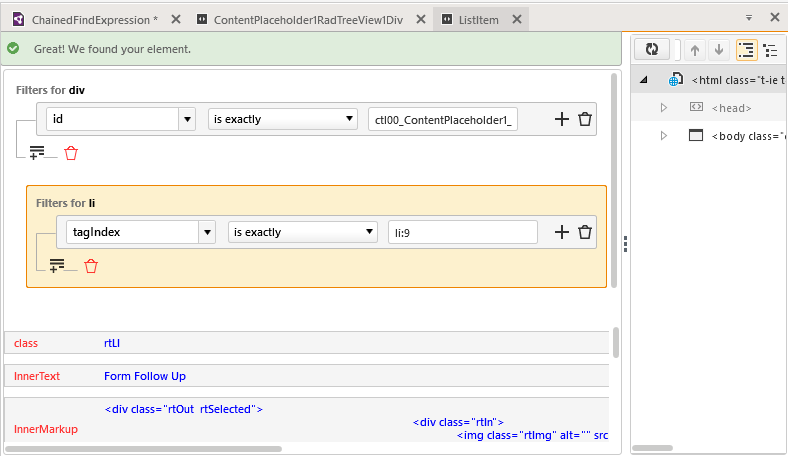 ChainedFindExpression * ContentPlaceholder1RadTreeView1Div ListItem
Great! We found your element.
Filters for div
id is exactly ctl00_ContentPlaceholder1_
Filters for li
tagIndex is exactly li:9
class rtLI
InnerText Form Follow Up
InnerMarkup <div class="rtOut rtSelected">
<div class="rtIn">
<img class="rtImg" alt="" src
<html class="t-ie t
<head>
<body class="